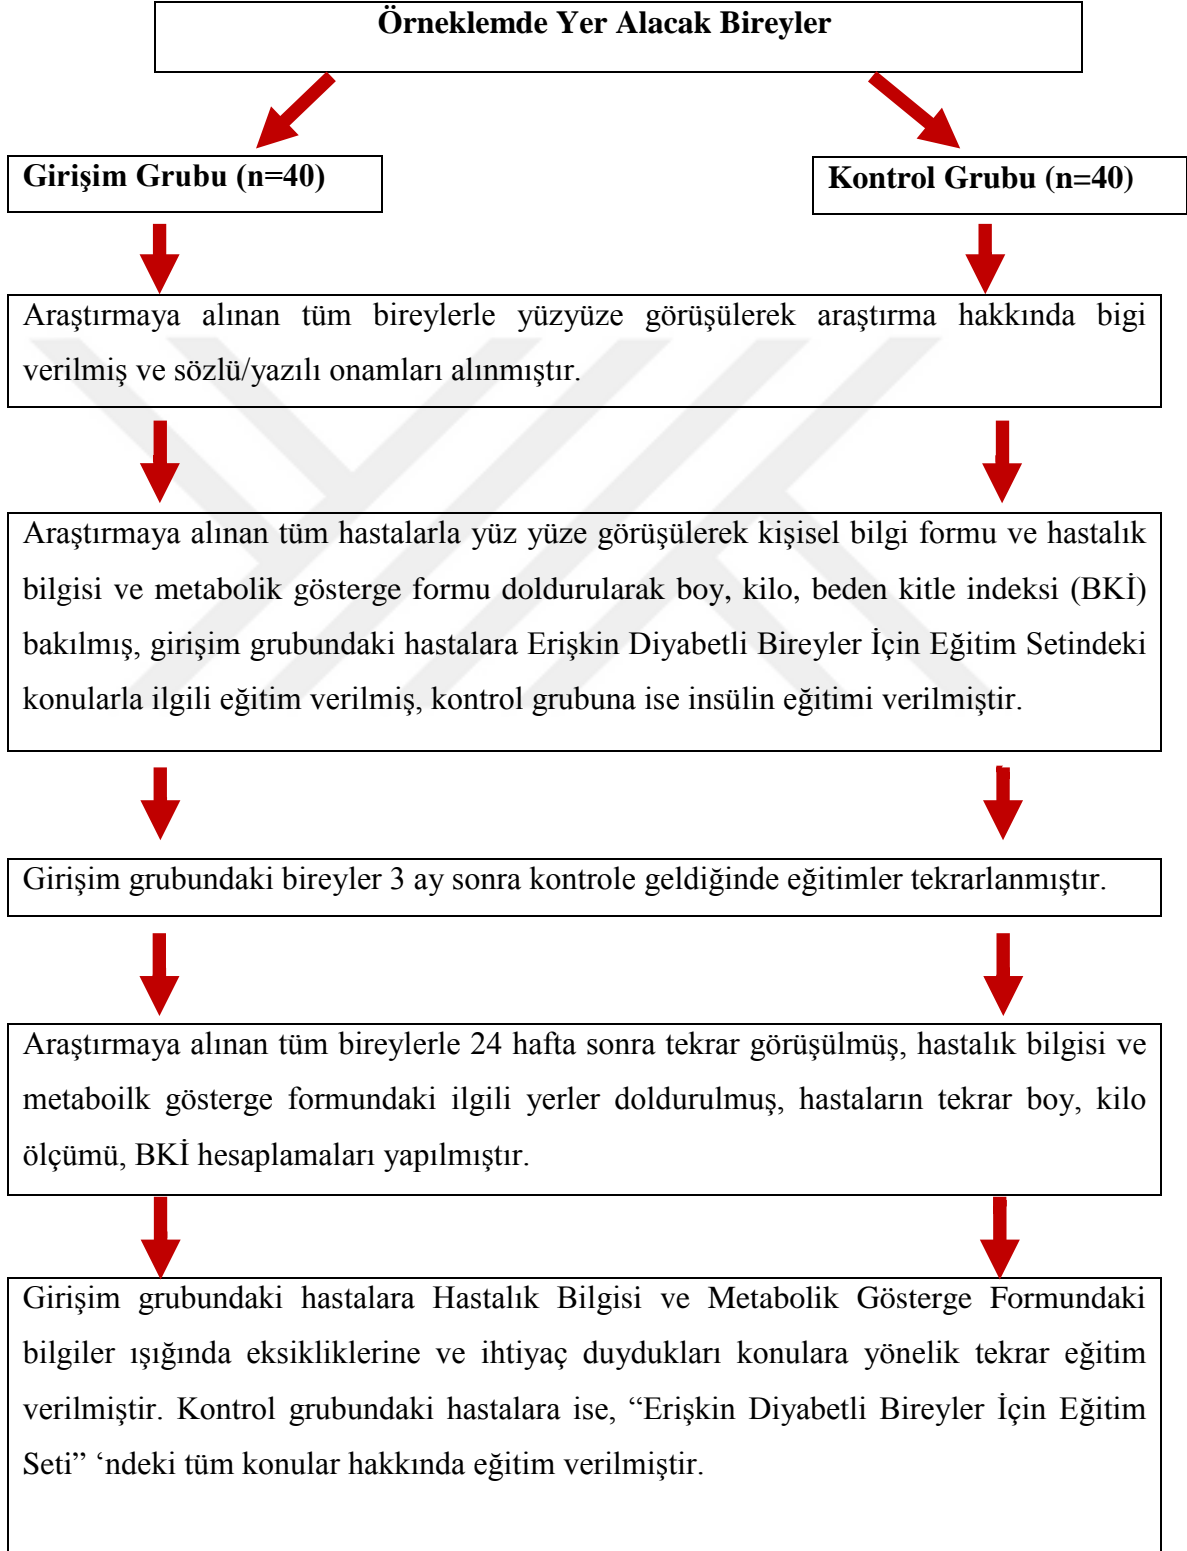 Örneklemde Yer Alacak Bireyler
Girişim Grubu (n=40)
Kontrol Grubu (n=40)
Araştırmaya alınan tüm bireylerle yüzyüze görüşülerek araştırma hakkında bigi
verilmiş ve sözlü/yazılı onamları alınmıştır.
Araştırmaya alınan tüm hastalarla yüz yüze görüşülerek kişisel bilgi formu ve hastalık
bilgisi ve metabolik gösterge formu doldurularak boy, kilo, beden kitle indeksi (BKİ)
bakılmış, girişim grubundaki hastalara Erişkin Diyabetli Bireyler İçin Eğitim Setindeki
konularla ilgili eğitim verilmiş, kontrol grubuna ise insülin eğitimi verilmiştir.
Girişim grubundaki bireyler 3 ay sonra kontrole geldiğinde eğitimler tekrarlanmıştır.
Araştırmaya alınan tüm bireylerle 24 hafta sonra tekrar görüşülmüş, hastalık bilgisi ve
metaboilk gösterge formundaki ilgili yerler doldurulmuş, hastaların tekrar boy, kilo
ölçümü, BKİ hesaplamaları yapılmıştır.
Girişim grubundaki hastalara Hastalık Bilgisi ve Metabolik Gösterge Formundaki
bilgiler ışığında eksikliklerine ve ihtiyaç duydukları konulara yönelik tekrar eğitim
verilmiştir. Kontrol grubundaki hastalara ise, “Erişkin Diyabetli Bireyler İçin Eğitim
Seti” ‘ndeki tüm konular hakkında eğitim verilmiştir.